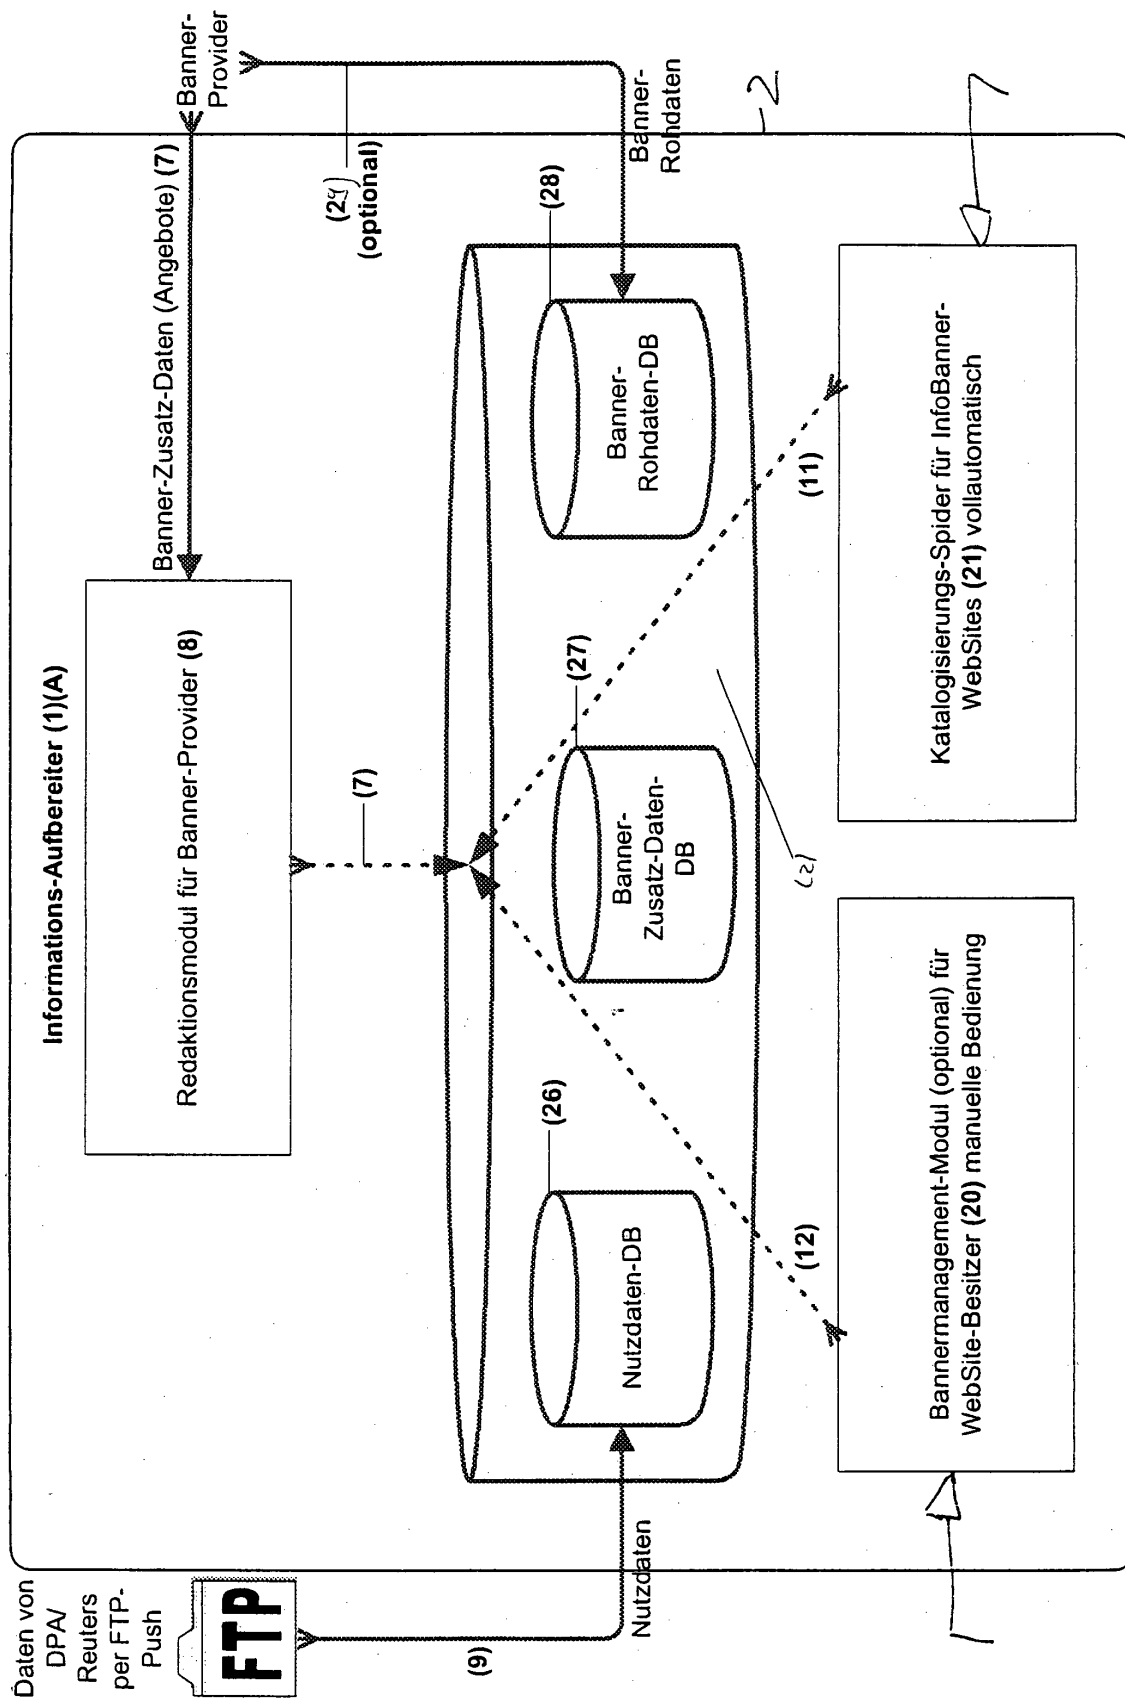 Daten von
DPA/
Reuters
per FTP-
Push
FTP
(9)
Nutzdaten
Informations-Aufbereiter (1)(A)
Redaktionsmodul für Banner-Provider (8)
(7)
Banner-Zusatz-Daten (Angebote) (7)
Banner-
Provider
(29)
(optional)
Banner-
Rohdaten
2
Nutzdaten-DB
(26)
Banner-
Zusatz-Daten-
DB
(27)
Banner-
Rohdaten-DB
(28)
(2)
(12)
(11)
Bannermanagement-Modul (optional) für
WebSite-Besitzer (20) manuelle Bedienung
Katalogisierungs-Spider für InfoBanner-
WebSites (21) vollautomatisch